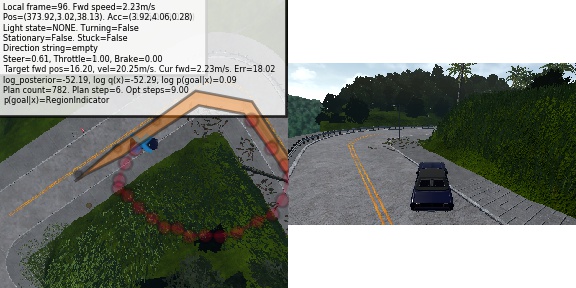 Local frame=96. Fwd speed=2.23m/s
Pos=(373.92,3.02,38.13). Acc=(3.92;4.06,0.28)
Light state=NONE. Turning=False
Stationary=False. Stuck=False
Direction string=empty
Steer=0.61, Throttle=1.00, Brake=0.00
Target fwd pos=16.20, vel=20.25m/s. Cur fwd=2.23m/s. Err=18.02
log_posterior=-52.19, log q(x)=-52.29, log p(goal|x)=0.09
Plan count=782. Plan step=6. Opt steps=9.00
p(goal|x)=RegionIndicator